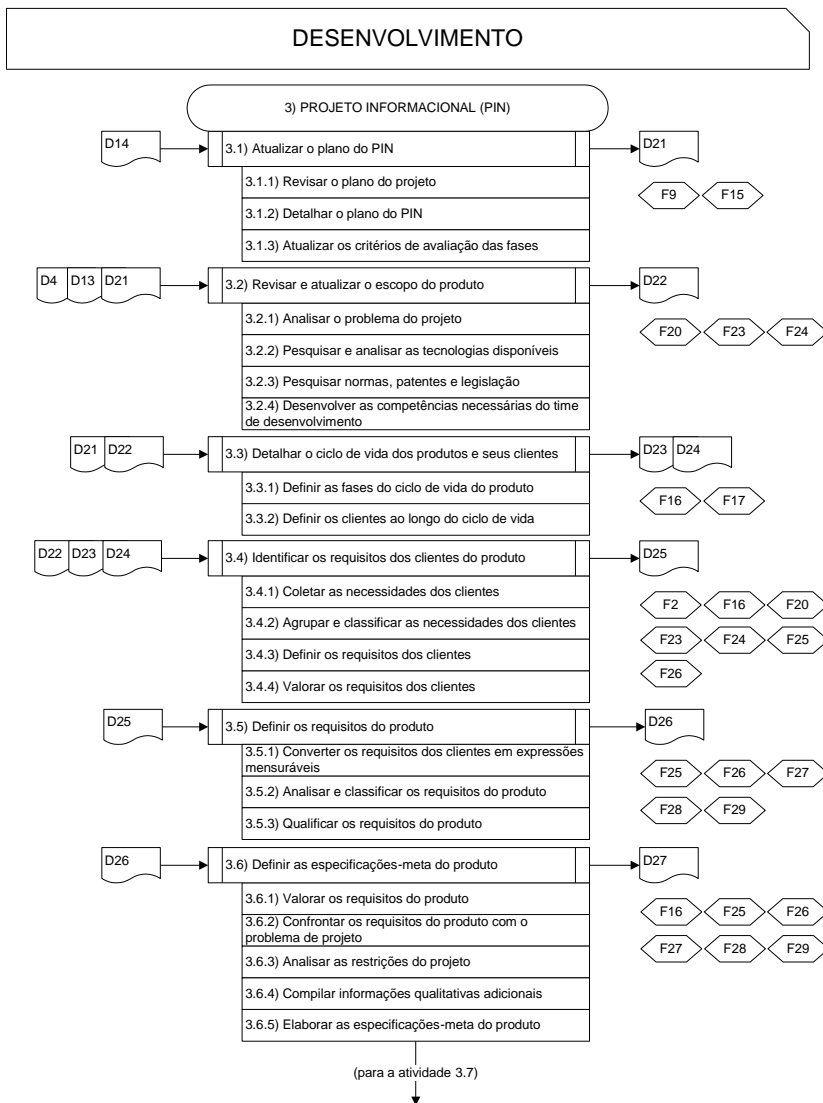 DESENVOLVIMENTO
3) PROJETO INFORMACIONAL (PIN)
D14
3.1) Atualizar o plano do PIN
D21
3.1.1) Revisar o plano do projeto
F9 F15
3.1.2) Detalhar o plano do PIN
3.1.3) Atualizar os critérios de avaliação das fases
D4 D13 D21
3.2) Revisar e atualizar o escopo do produto
D22
3.2.1) Analisar o problema do projeto
F20 F23 F24
3.2.2) Pesquisar e analisar as tecnologias disponíveis
3.2.3) Pesquisar normas, patentes e legislação
3.2.4) Desenvolver as competências necessárias do time
de desenvolvimento
D21 D22
3.3) Detalhar o ciclo de vida dos produtos e seus clientes
D23 D24
3.3.1) Definir as fases do ciclo de vida do produto
F16 F17
3.3.2) Definir os clientes ao longo do ciclo de vida
D22 D23 D24
3.4) Identificar os requisitos dos clientes do produto
D25
3.4.1) Coletar as necessidades dos clientes
F2 F16 F20
3.4.2) Agrupar e classificar as necessidades dos clientes
F23 F24 F25
3.4.3) Definir os requisitos dos clientes
F26
3.4.4) Valorar os requisitos dos clientes
D25
3.5) Definir os requisitos do produto
D26
3.5.1) Converter os requisitos dos clientes em expressões
mensuráveis
F25 F26 F27
3.5.2) Analisar e classificar os requisitos do produto
F28 F29
3.5.3) Qualificar os requisitos do produto
D26
3.6) Definir as especificações-meta do produto
D27
3.6.1) Valorar os requisitos do produto
F16 F25 F26
3.6.2) Confrontar os requisitos do produto com o
problema de projeto
F27 F28 F29
3.6.3) Analisar as restrições do projeto
3.6.4) Compilar informações qualitativas adicionais
3.6.5) Elaborar as especificações-meta do produto
(para a atividade 3.7)